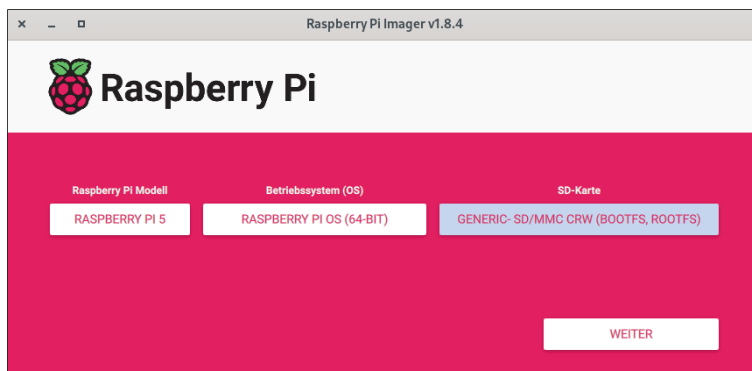 Raspberry Pi Imager v1.8.4
Raspberry Pi
Raspberry Pi Modell
Betriebssystem (OS)
SD-Karte
RASPBERRY PI 5
RASPBERRY PI OS (64-BIT)
GENERIC- SD/MMC CRW (BOOTFS, ROOTFS)
WEITER